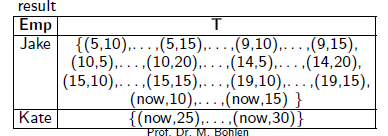 result
Emp T
Jake {(5,10),...,(5,15),...,(9,10),...,(9,15),
(10,5),...,(10,20),...,(14,5),...,(14,20),
(15,10),...,(15,15),...,(19,10),...,(19,15),
(now,10),...,(now,15) }
Kate {(now,25),...,(now,30)}
Prof. Dr. M. Böhlen